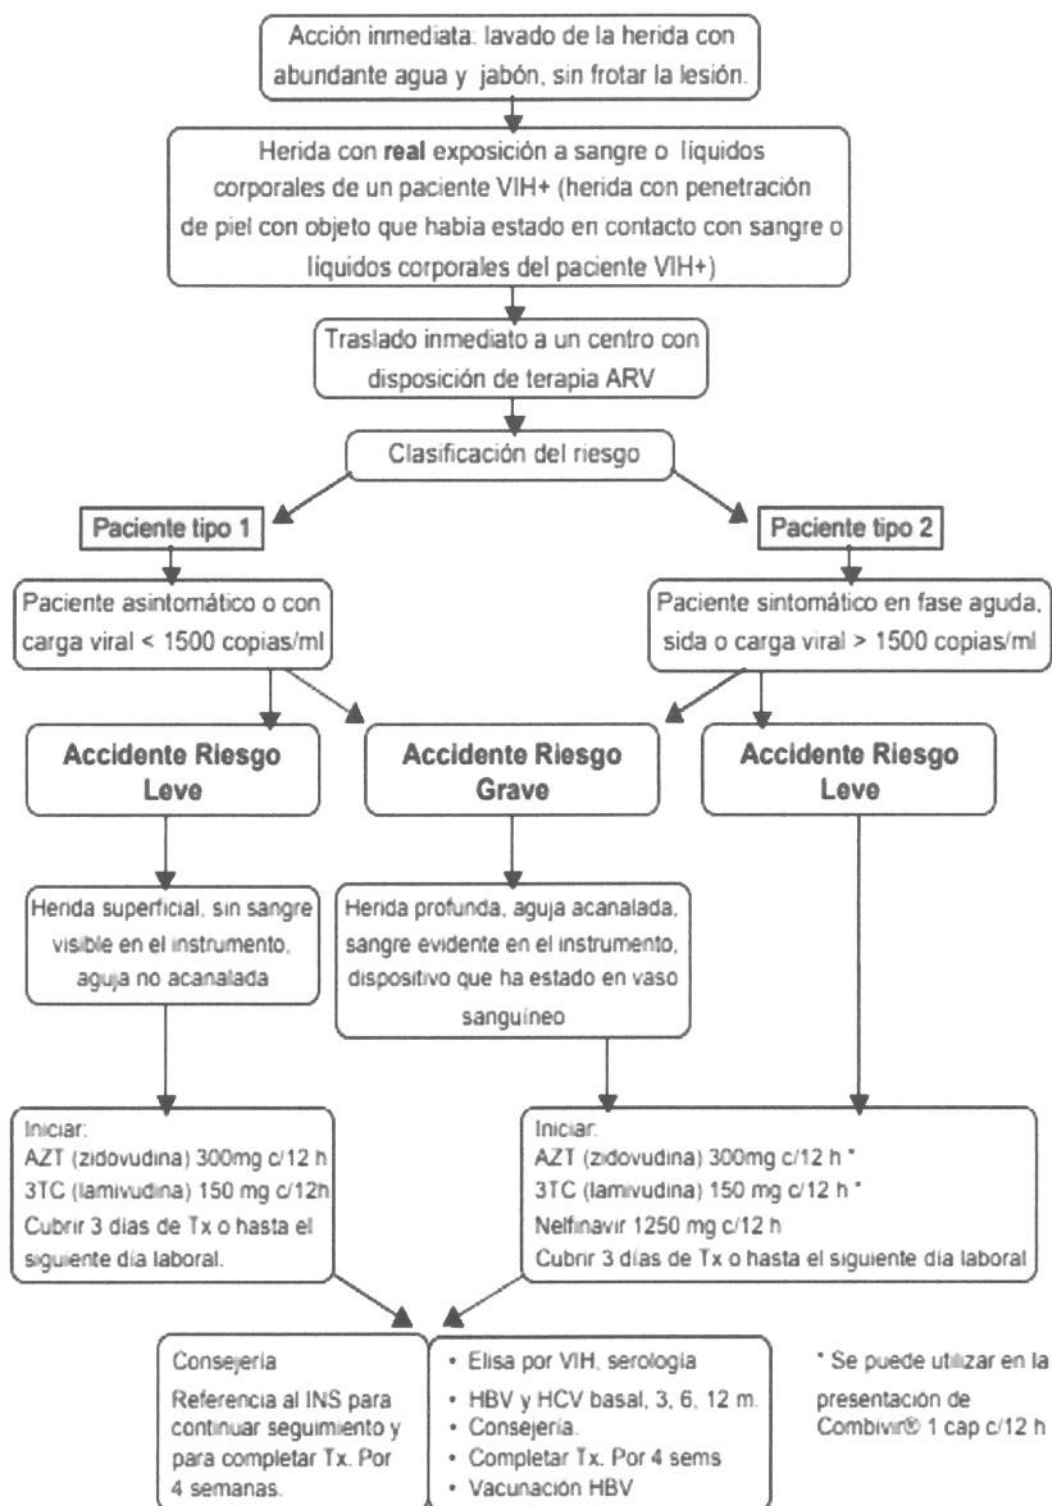 Acción inmediata: lavado de la herida con
abundante agua y jabón, sin frotar la lesión.
Herida con real exposición a sangre o líquidos
corporales de un paciente VIH+ (herida con penetración
de piel con objeto que había estado en contacto con sangre o
líquidos corporales del paciente VIH+)
Traslado inmediato a un centro con
disposición de terapia ARV
Clasificación del riesgo
Paciente tipo 1
Paciente tipo 2
Paciente asintomático o con
carga viral < 1500 copias/ml
Paciente sintomático en fase aguda,
sida o carga viral > 1500 copias/ml
Accidente Riesgo
Leve
Accidente Riesgo
Grave
Accidente Riesgo
Leve
Herida superficial, sin sangre
visible en el instrumento,
aguja no acanalada
Herida profunda, aguja acanalada,
sangre evidente en el instrumento,
dispositivo que ha estado en vaso
sanguíneo
Iniciar:
AZT (zidovudina) 300mg c/12 h
3TC (lamivudina) 150 mg c/12h
Cubrir 3 días de Tx o hasta el
siguiente día laboral.
Iniciar:
AZT (zidovudina) 300mg c/12 h *
3TC (lamivudina) 150 mg c/12 h *
Nelfinavir 1250 mg c/12 h
Cubrir 3 días de Tx o hasta el siguiente día laboral
Consejería
Referencia al INS para
continuar seguimiento y
para completar Tx. Por
4 semanas.
• Elisa por VIH, serología
• HBV y HCV basal, 3, 6, 12 m.
• Consejería.
• Completar Tx. Por 4 sems
• Vacunación HBV
* Se puede utilizar en la
presentación de
Combivir® 1 cap c/12 h